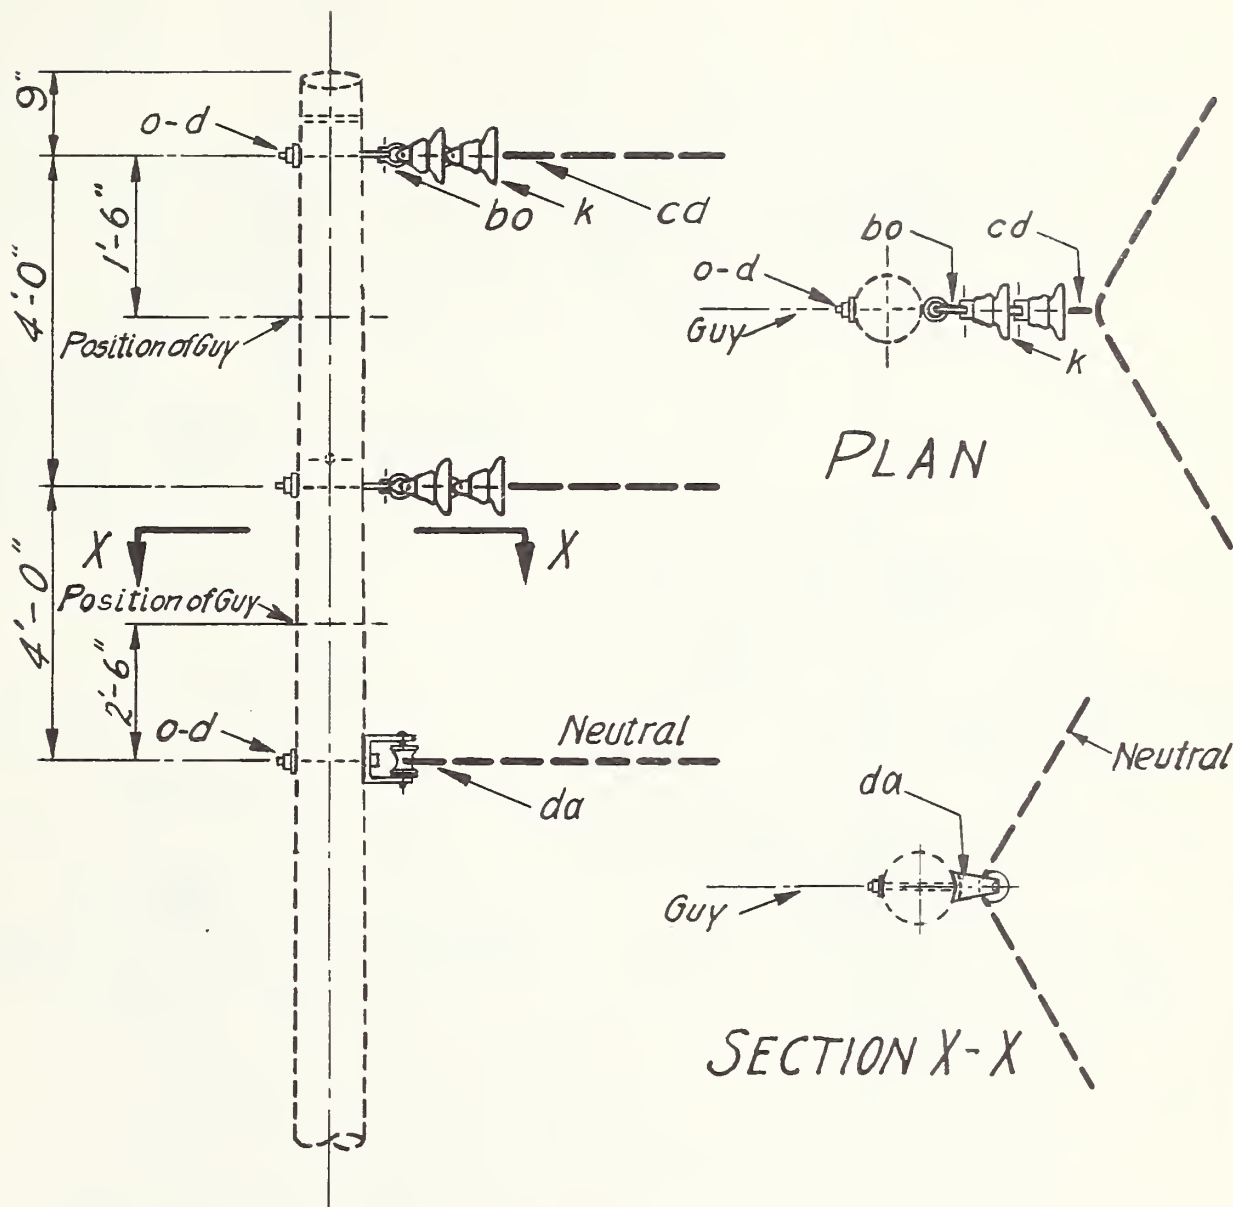 9"
o-d
bo
k
cd
1'-6"
4'-0"
Position of Guy
o-d
bo
cd
Guy
k
PLAN
X
X
Position of Guy
4'-0"
2'-6"
o-d
Neutral
da
Neutral
da
Guy
SECTION X-X